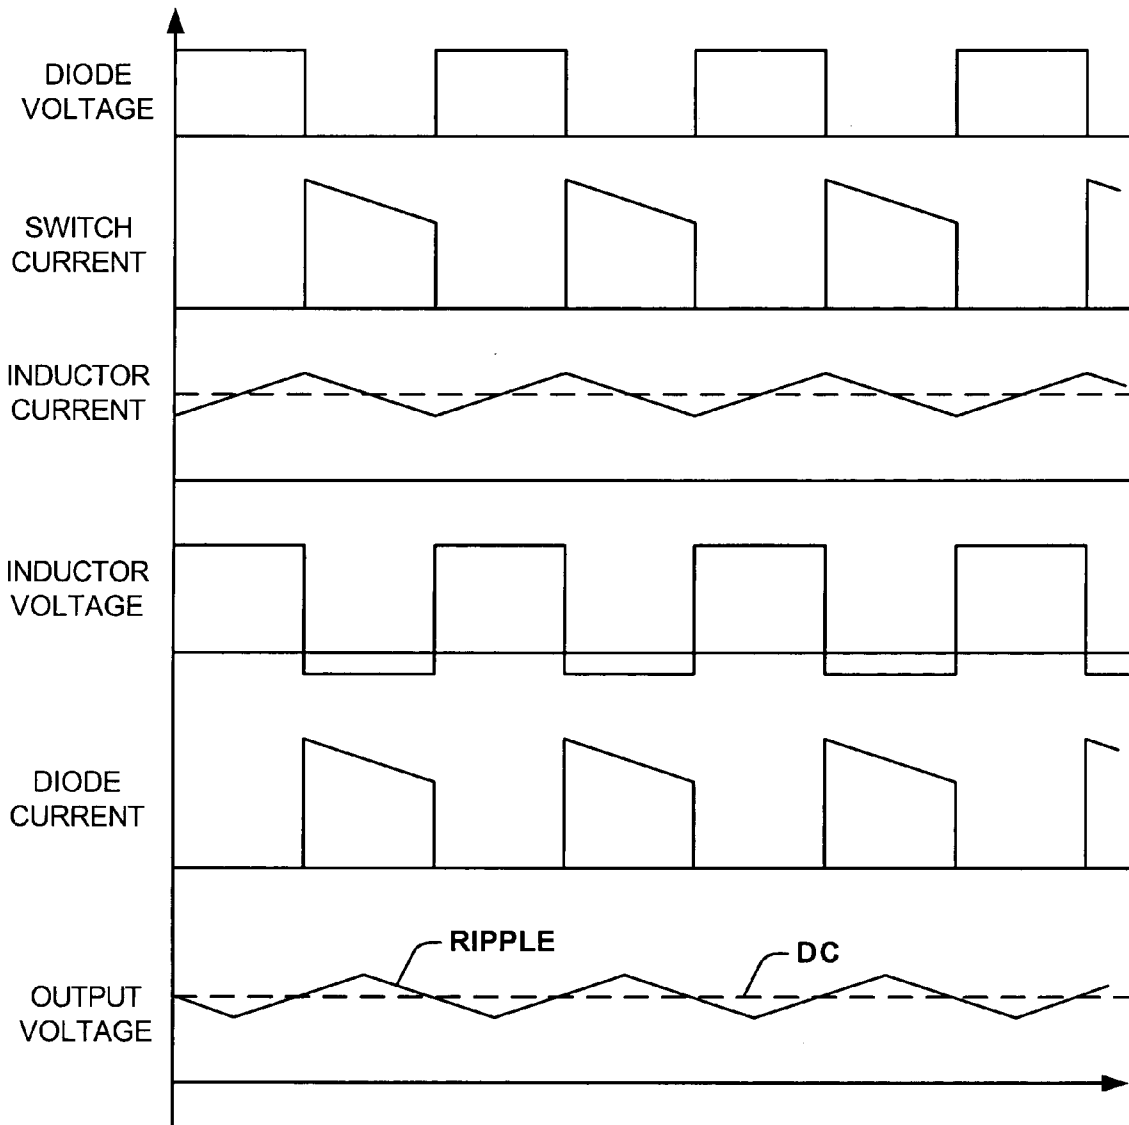 DIODE
VOLTAGE
SWITCH
CURRENT
INDUCTOR
CURRENT
INDUCTOR
VOLTAGE
DIODE
CURRENT
RIPPLE
DC
OUTPUT
VOLTAGE